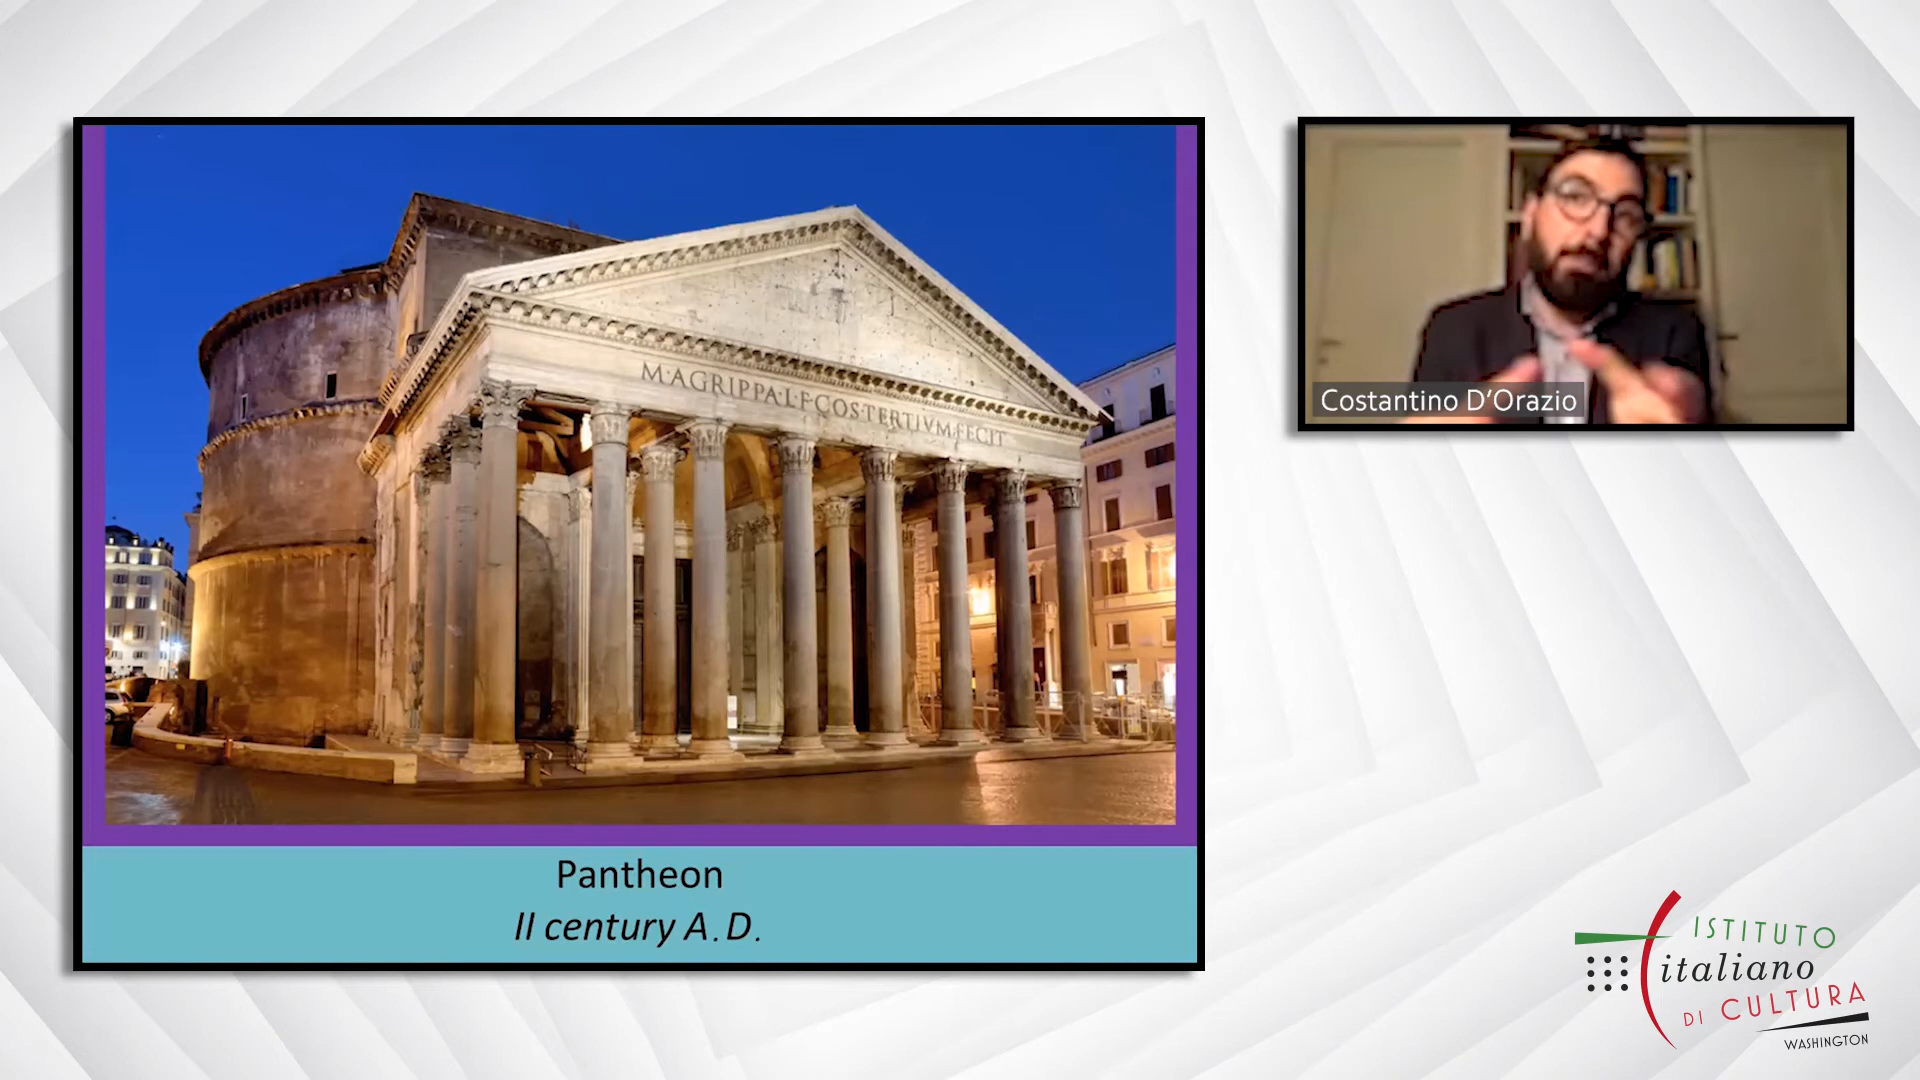 M·AGRIPPA·L·F·COS·TERTIVM·FECIT
Costantino D’Orazio
Pantheon
II century A.D.
ISTITUTO
italiano
DI CULTURA
WASHINGTON